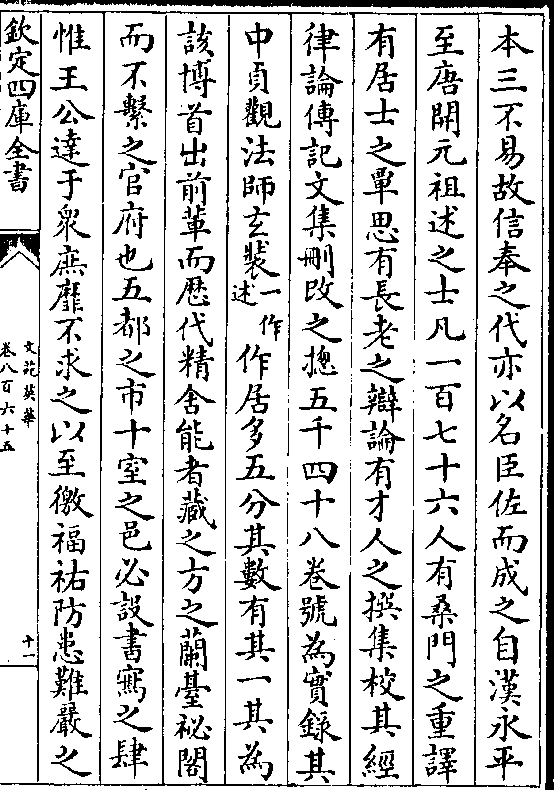 本三不易故信奉之代亦以名臣佐而成之自漢永平
至唐開元祖述之士凡一百七十六人有桑門之重譯
有居士之覃思有長老之辯論有才人之撰集校其經
律論傳記文集刪改之摠五千四十八卷號為實錄其
中貞觀法師玄裝一作述作居多五分其數有其一其為
該博首出前軰而歴代精舍能者藏之方之蘭臺祕閣
而不繫之官府也五都之市十室之邑必設書寫之肆
惟王公達于衆庶靡不求之以至徼福祐防患難嚴之
欽定四庫全書
文苑英華
卷八百六十五
十一